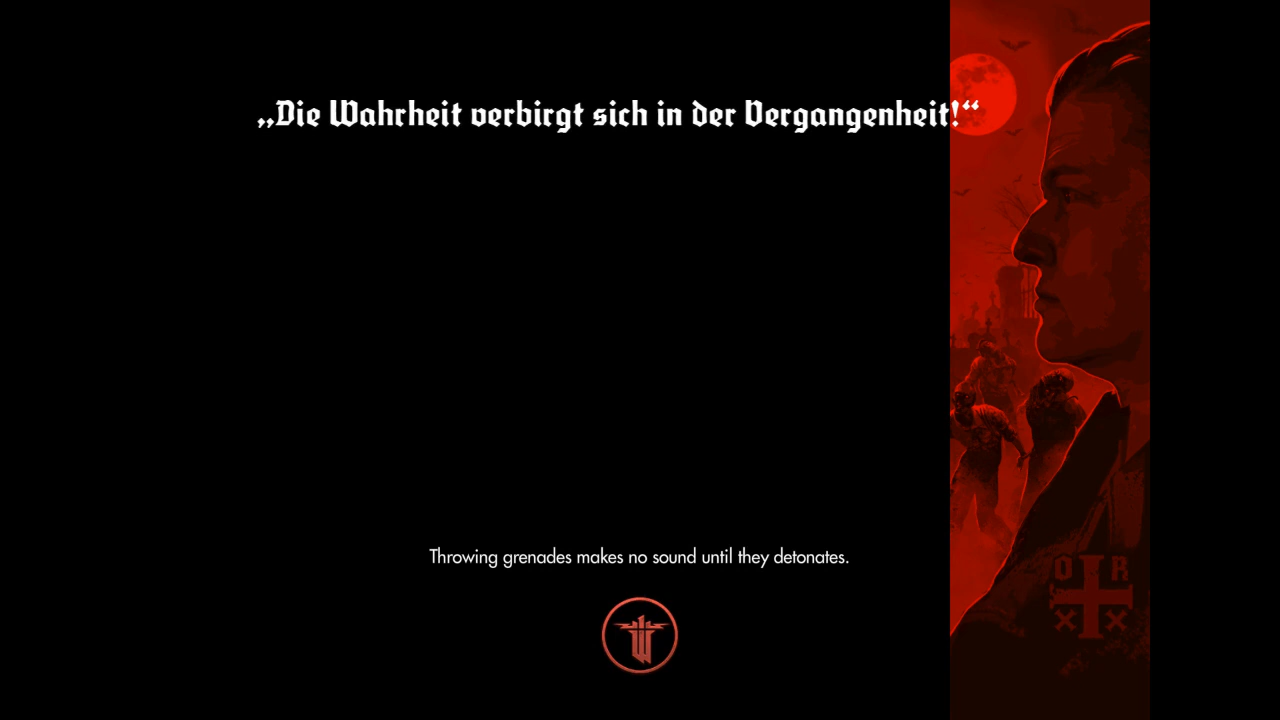 „Die Wahrheit verbirgt sich in der Vergangenheit!“
Throwing grenades makes no sound until they detonates.
O R
X X